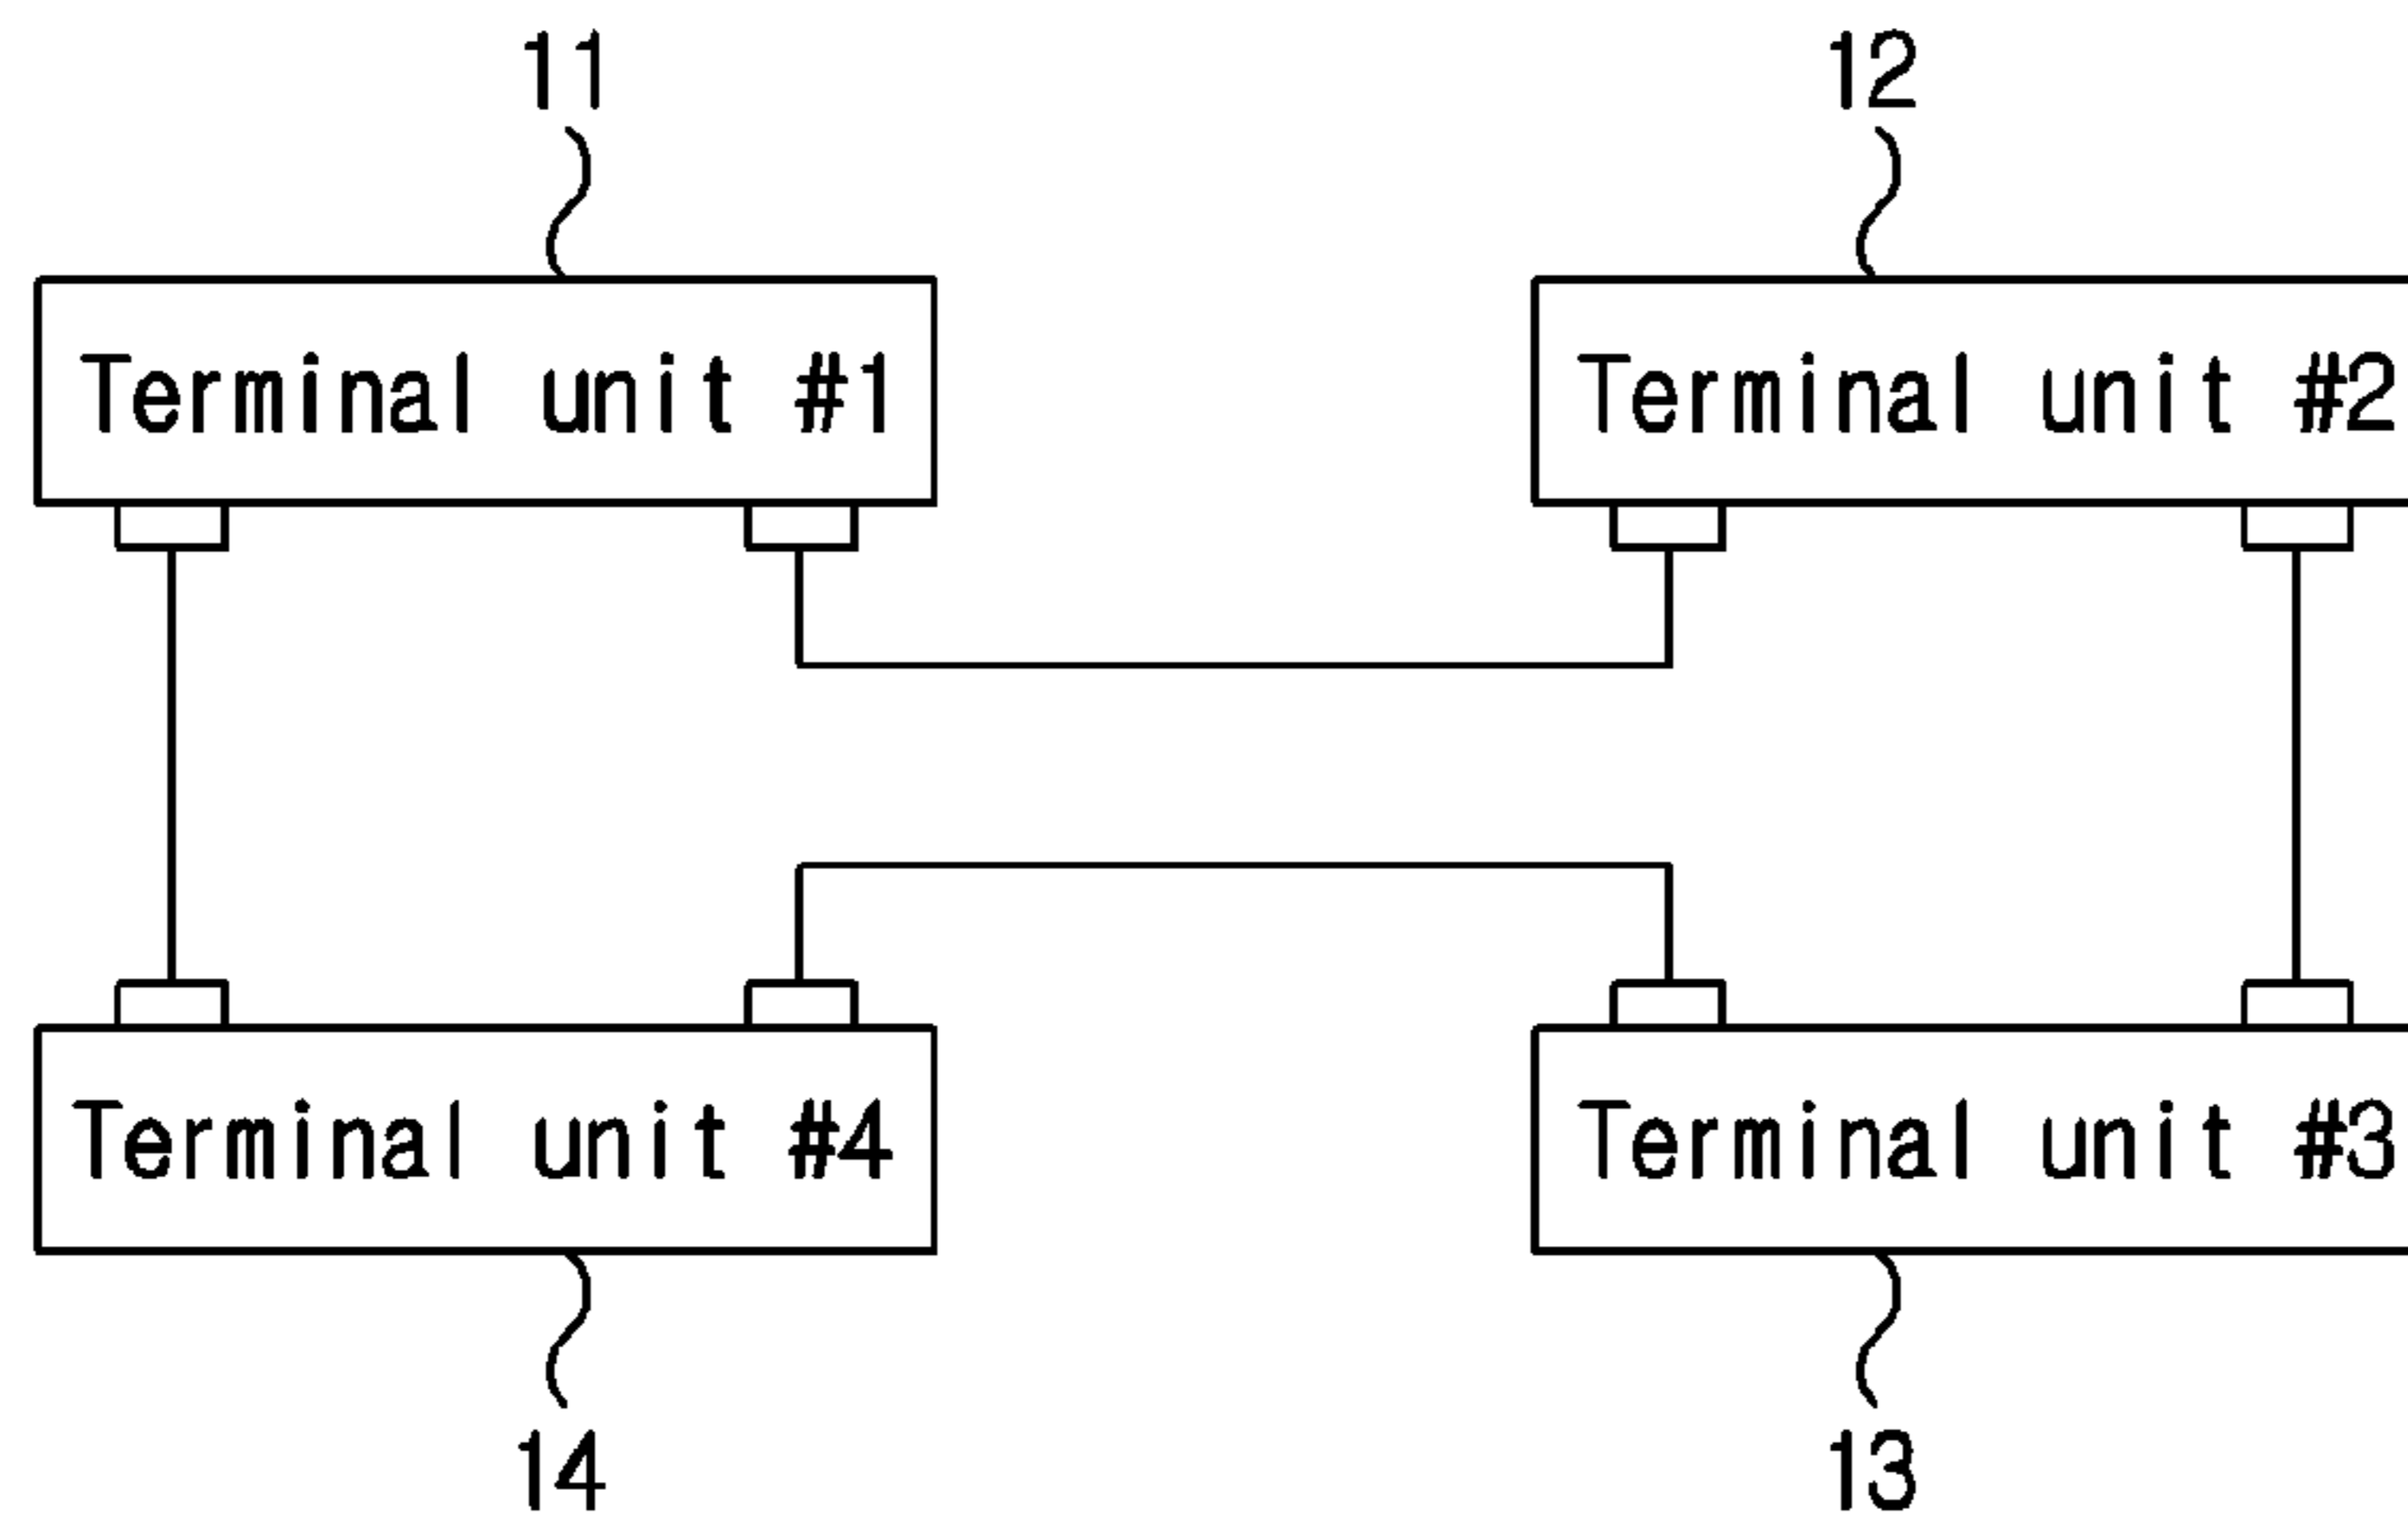 11
12
Terminal unit #1
Terminal unit #2
Terminal unit #4
Terminal unit #3
14
13